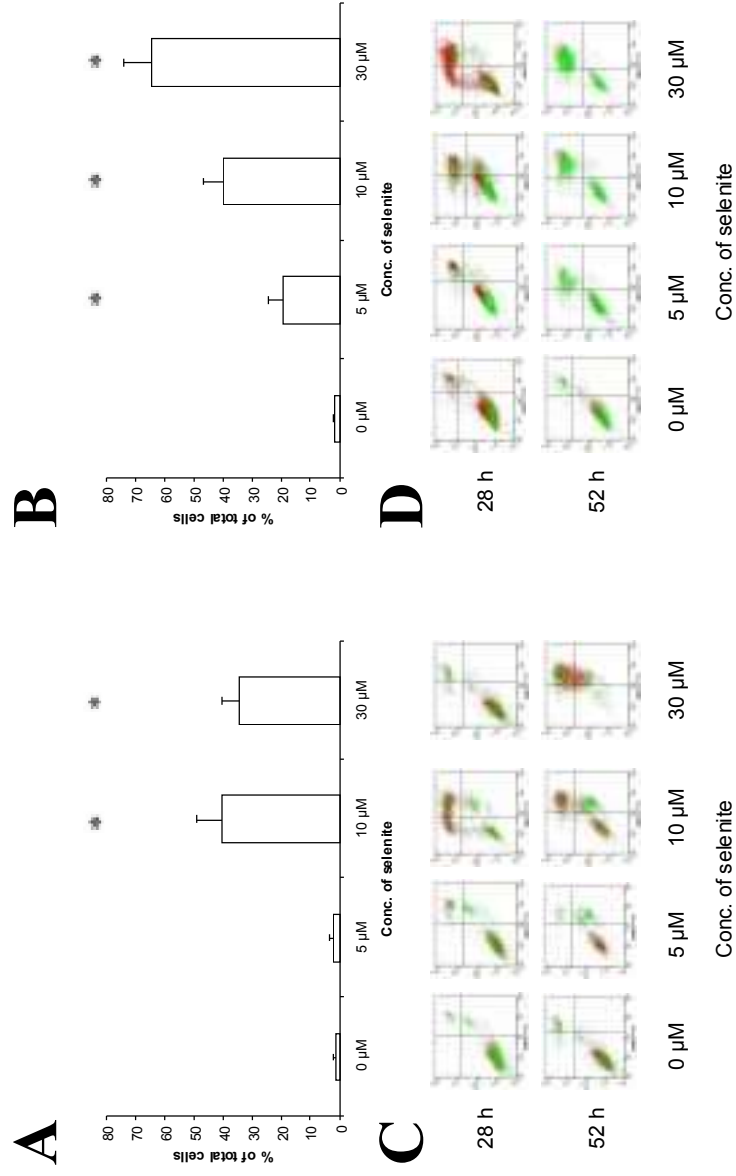 A
80
70
60
50
40
30
20
10
0
% of total cells
*
*
0 µM
5 µM
10 µM
30 µM
Conc. of selenite
B
80
70
60
50
40
30
20
10
0
% of total cells
*
*
*
0 µM
5 µM
10 µM
30 µM
Conc. of selenite
C
28 h
52 h
0 µM
5 µM
10 µM
30 µM
Conc. of selenite
D
28 h
52 h
0 µM
5 µM
10 µM
30 µM
Conc. of selenite